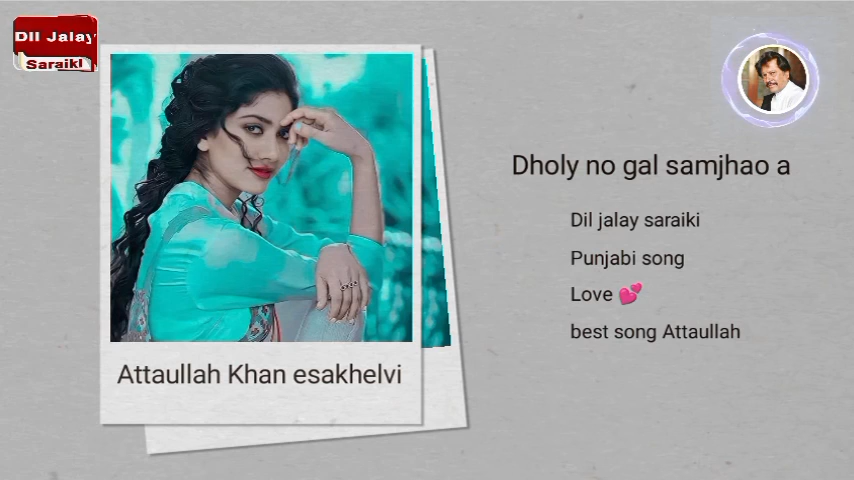 Dil Jalay
Saraiki
Dholy no gal samjhao a
Dil jalay saraiki
Punjabi song
Love 💕
best song Attaullah
Attaullah Khan esakhelvi